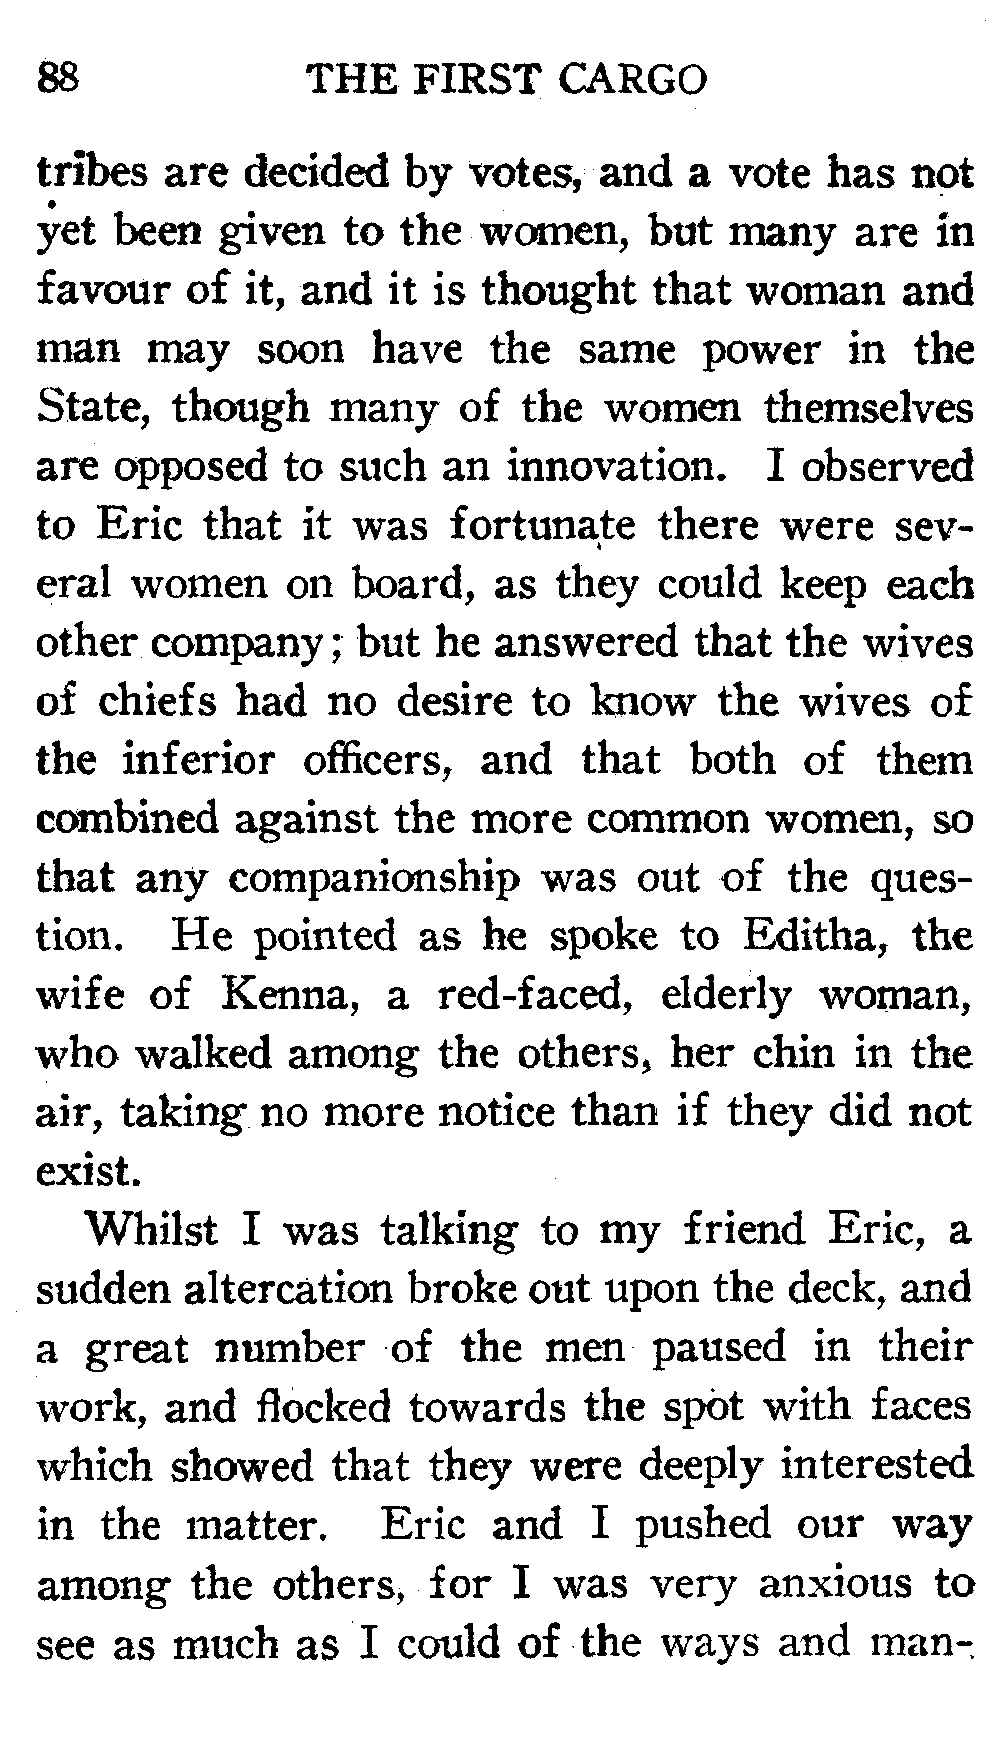 88 THE FIRST CARGO
tribes are decided by votes, and a vote has not
yet been given to the women, but many are in
favour of it, and it is thought that woman and
man may soon have the same power in the
State, though many of the women themselves
are opposed to such an innovation. I observed
to Eric that it was fortunate there were sev-
eral women on board, as they could keep each
other company; but he answered that the wives
of chiefs had no desire to know the wives of
the inferior officers, and that both of them
combined against the more common women, so
that any companionship was out of the ques-
tion. He pointed as he spoke to Editha, the
wife of Kenna, a red-faced, elderly woman,
who walked among the others, her chin in the
air, taking no more notice than if they did not
exist.
Whilst I was talking to my friend Eric, a
sudden altercation broke out upon the deck, and
a great number of the men paused in their
work, and flocked towards the spot with faces
which showed that they were deeply interested
in the matter. Eric and I pushed our way
among the others, for I was very anxious to
see as much as I could of the ways and man-